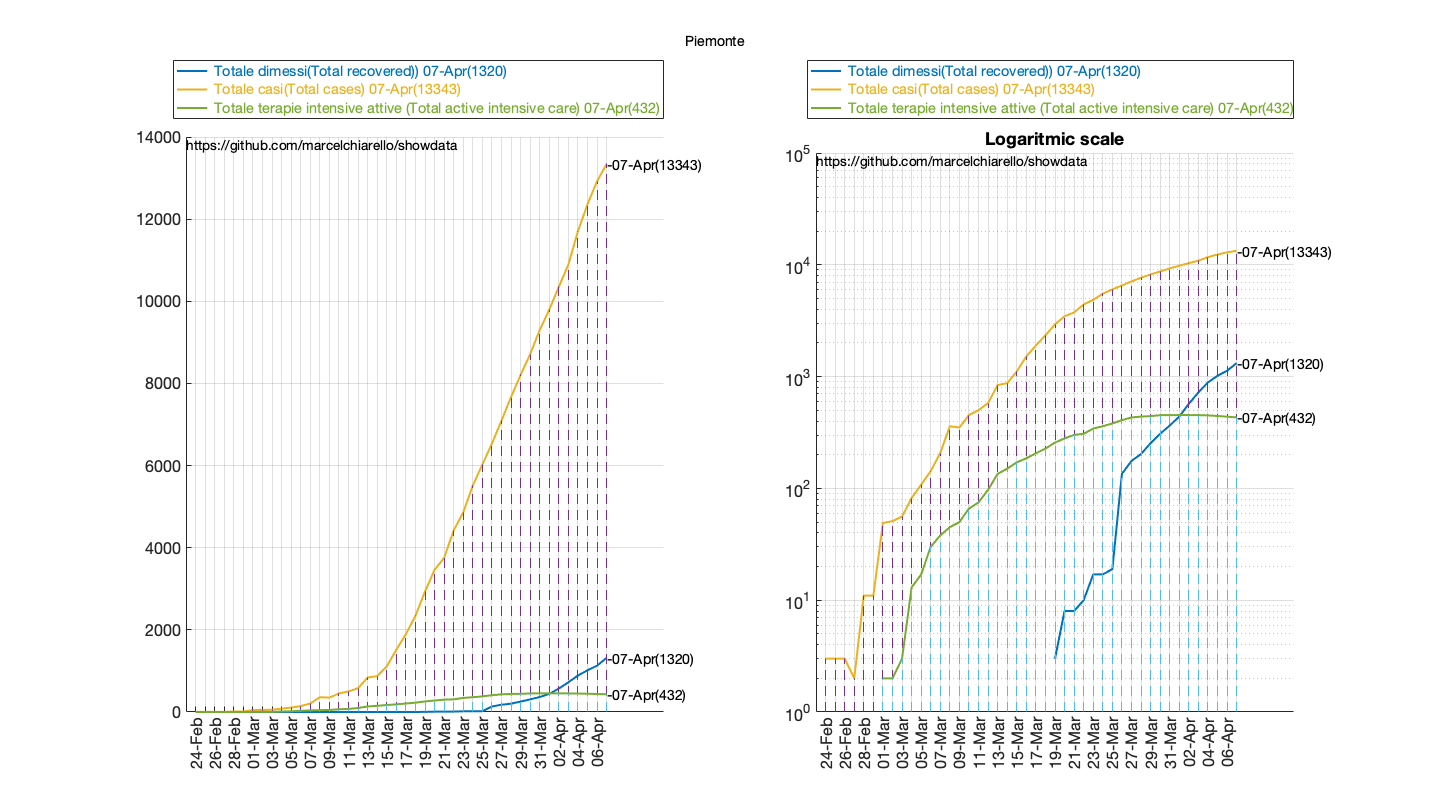 Piemonte
Totale dimessi(Total recovered)) 07-Apr(1320)
Totale casi(Total cases) 07-Apr(13343)
Totale terapie intensive attive (Total active intensive care) 07-Apr(432)
https://github.com/marcelchiarello/showdata
14000
12000
10000
8000
6000
4000
2000
0
-07-Apr(13343)
-07-Apr(1320)
-07-Apr(432)
24-Feb
26-Feb
28-Feb
01-Mar
03-Mar
05-Mar
07-Mar
09-Mar
11-Mar
13-Mar
15-Mar
17-Mar
19-Mar
21-Mar
23-Mar
25-Mar
27-Mar
29-Mar
31-Mar
02-Apr
04-Apr
06-Apr
Totale dimessi(Total recovered)) 07-Apr(1320)
Totale casi(Total cases) 07-Apr(13343)
Totale terapie intensive attive (Total active intensive care) 07-Apr(432)
Logaritmic scale
https://github.com/marcelchiarello/showdata
10^5
10^4
10^3
10^2
10^1
10^0
-07-Apr(13343)
-07-Apr(1320)
-07-Apr(432)
24-Feb
26-Feb
28-Feb
01-Mar
03-Mar
05-Mar
07-Mar
09-Mar
11-Mar
13-Mar
15-Mar
17-Mar
19-Mar
21-Mar
23-Mar
25-Mar
27-Mar
29-Mar
31-Mar
02-Apr
04-Apr
06-Apr